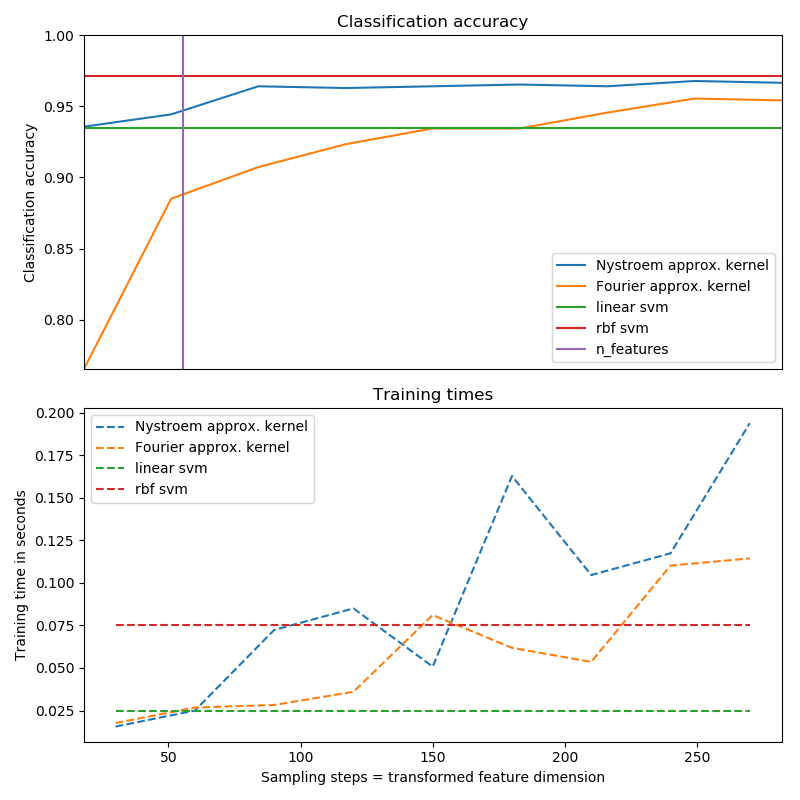 Classification accuracy
1.00
0.95
0.90
0.85
0.80
Classification accuracy
Nystroem approx. kernel
Fourier approx. kernel
linear svm
rbf svm
n_features
Training times
0.200
0.175
0.150
0.125
0.100
0.075
0.050
0.025
Training time in seconds
Nystroem approx. kernel
Fourier approx. kernel
linear svm
rbf svm
50 100 150 200 250
Sampling steps = transformed feature dimension